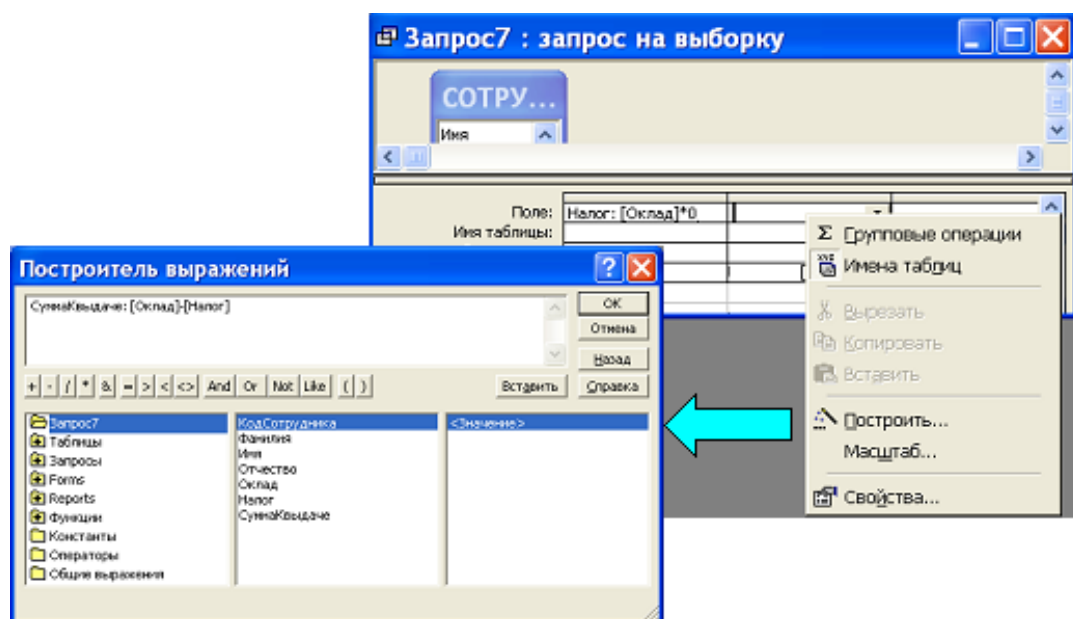 Запрос7 : запрос на выборку
СОТРУ...
Имя
Поле:
Налог: [Оклад]*0
Имя таблицы:
Σ Групповые операции
Имена таблиц
Вырезать
Копировать
Вставить
Построить...
Масштаб...
Свойства...
Построитель выражений
СуммаКвыдаче: [Оклад]-[Налог]
ОК
Отмена
Назад
Справка
+ - / * & = > < <> And Or Not Like ( )
Вставить
Запрос7
Таблицы
Запросы
Forms
Reports
Функции
Константы
Операторы
Общие выражения
КодСотрудника
Фамилия
Имя
Отчество
Оклад
Налог
СуммаКвыдаче
<Значение>